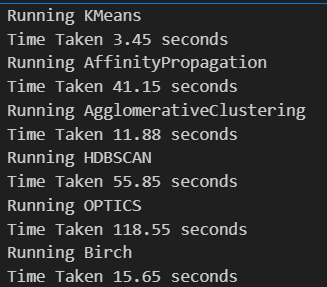 Running KMeans
Time Taken 3.45 seconds
Running AffinityPropagation
Time Taken 41.15 seconds
Running AgglomerativeClustering
Time Taken 11.88 seconds
Running HDBSCAN
Time Taken 55.85 seconds
Running OPTICS
Time Taken 118.55 seconds
Running Birch
Time Taken 15.65 seconds